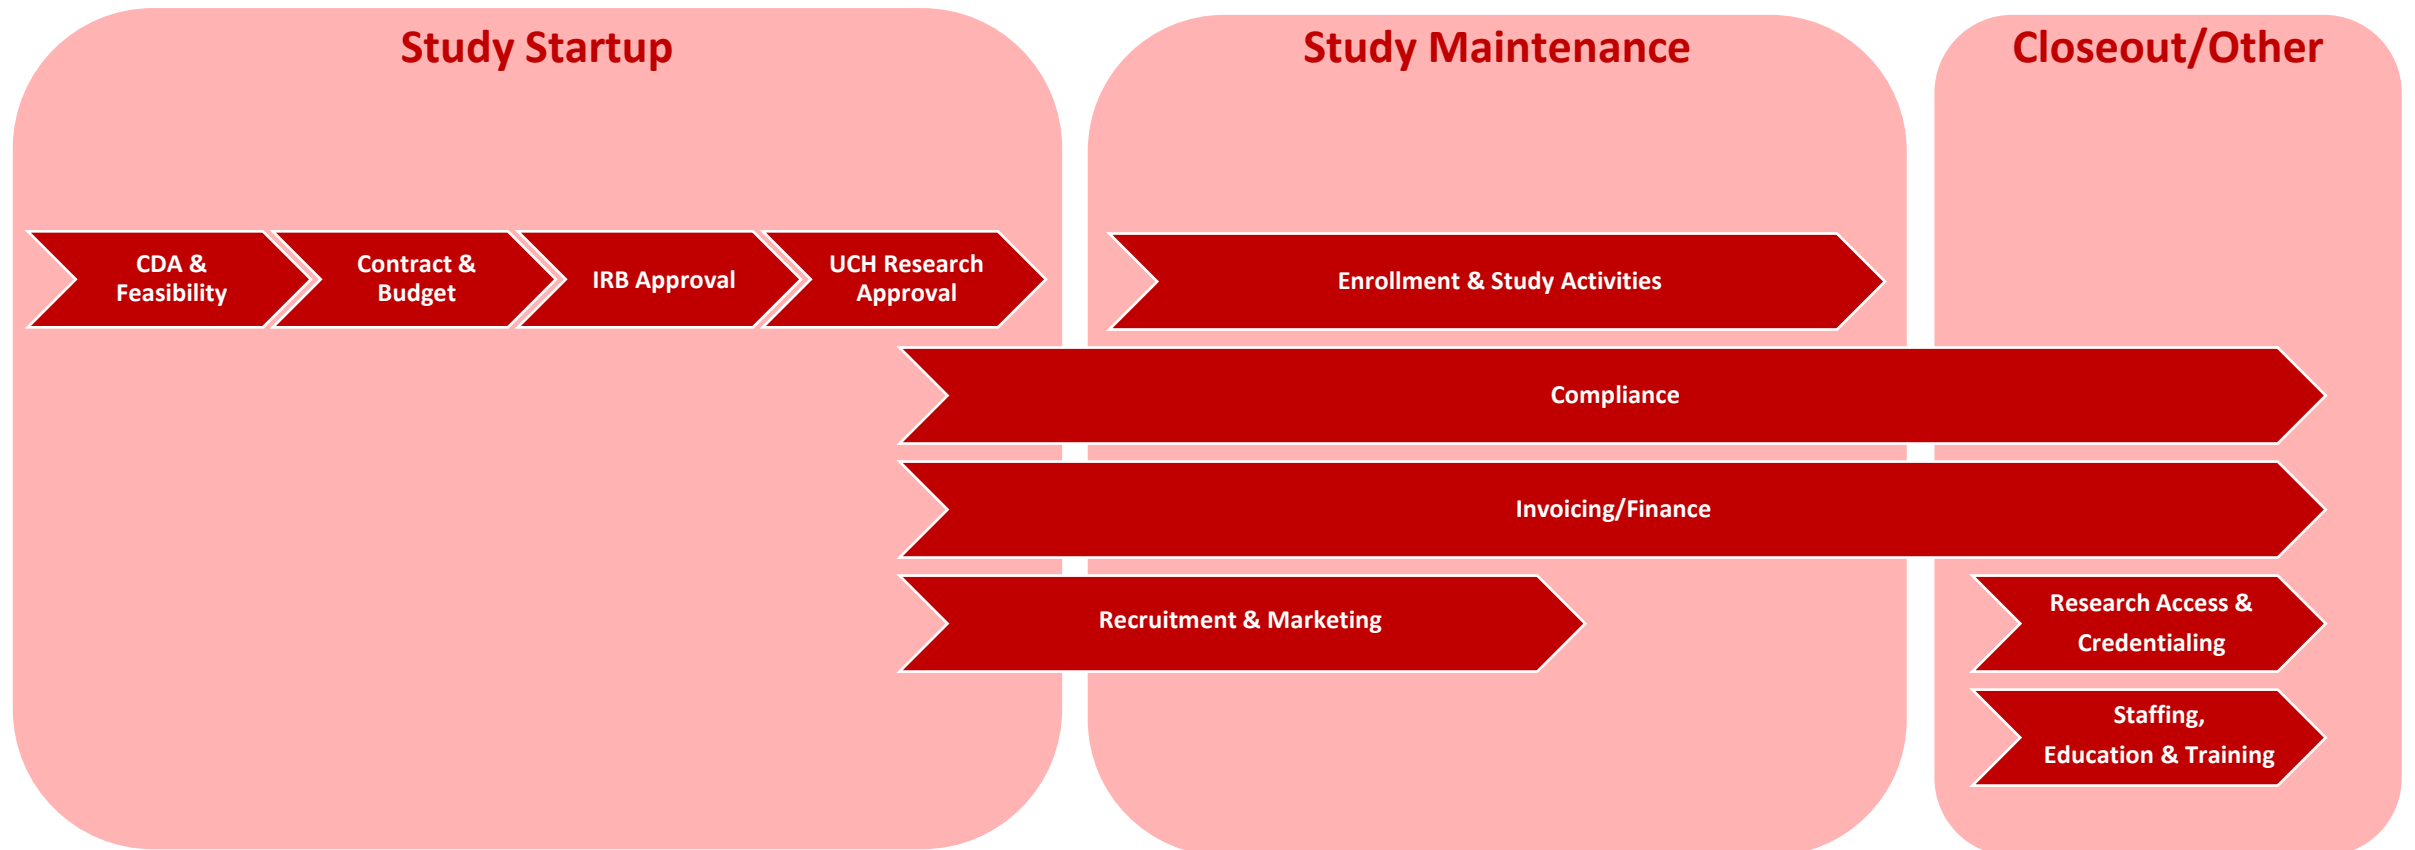 Study Startup
Study Maintenance
Closeout/Other
CDA &
Feasibility
Contract &
Budget
IRB Approval
UCH Research
Approval
Enrollment & Study Activities
Compliance
Invoicing/Finance
Recruitment & Marketing
Research Access &
Credentialing
Staffing,
Education & Training